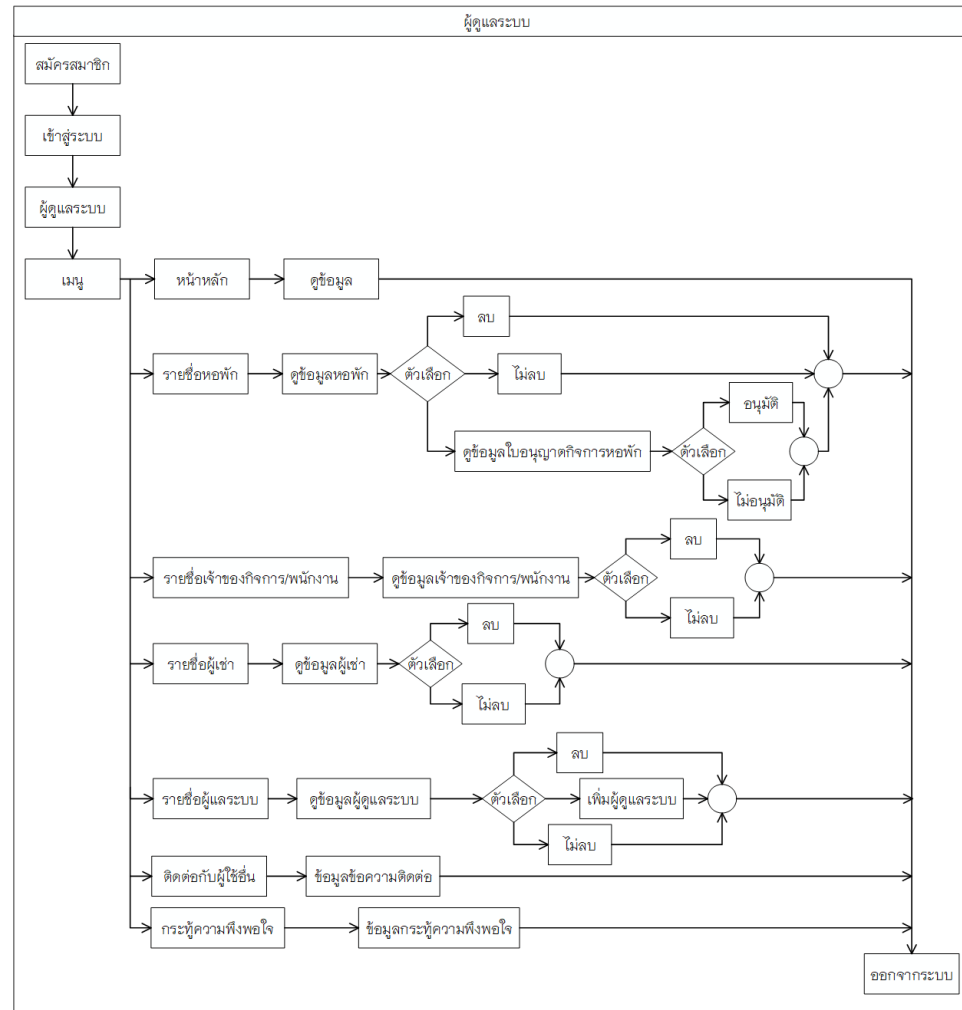 ผู้ดูแลระบบ
สมัครสมาชิก
เข้าสู่ระบบ
ผู้ดูแลระบบ
เมนู
หน้าหลัก
ดูข้อมูล
ลบ
รายชื่อหอพัก
ดูข้อมูลหอพัก
ตัวเลือก
ไม่ลบ
อนุมัติ
ดูข้อมูลใบอนุญาตกิจการหอพัก
ตัวเลือก
ไม่อนุมัติ
ลบ
รายชื่อเจ้าของกิจการ/พนักงาน
ดูข้อมูลเจ้าของกิจการ/พนักงาน
ตัวเลือก
ไม่ลบ
ลบ
รายชื่อผู้เช่า
ดูข้อมูลผู้เช่า
ตัวเลือก
ไม่ลบ
ลบ
รายชื่อผู้แลระบบ
ดูข้อมูลผู้ดูแลระบบ
ตัวเลือก
เพิ่มผู้ดูแลระบบ
ไม่ลบ
ติดต่อกับผู้ใช้อื่น
ข้อมูลข้อความติดต่อ
กระทู้ความพึงพอใจ
ข้อมูลกระทู้ความพึงพอใจ
ออกจากระบบ